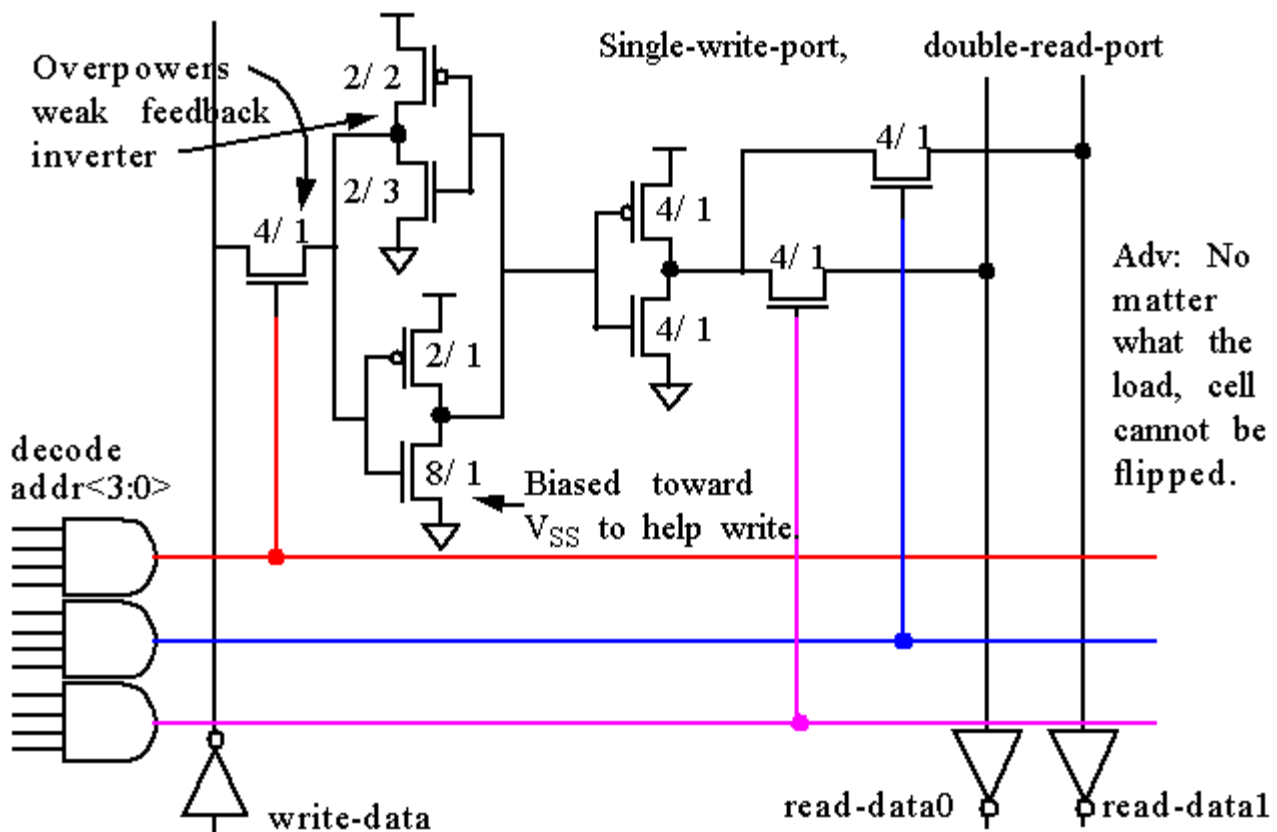 Single-write-port, double-read-port
Overpowers
weak feedback
inverter
2/ 2
2/ 3
4/ 1
4/ 1
4/ 1
4/ 1
4/ 1
2/ 1
8/ 1
Adv: No
matter
what the
load, cell
cannot be
flipped.
Biased toward
VSS to help write.
decode
addr<3:0>
write-data
read-data0
read-data1